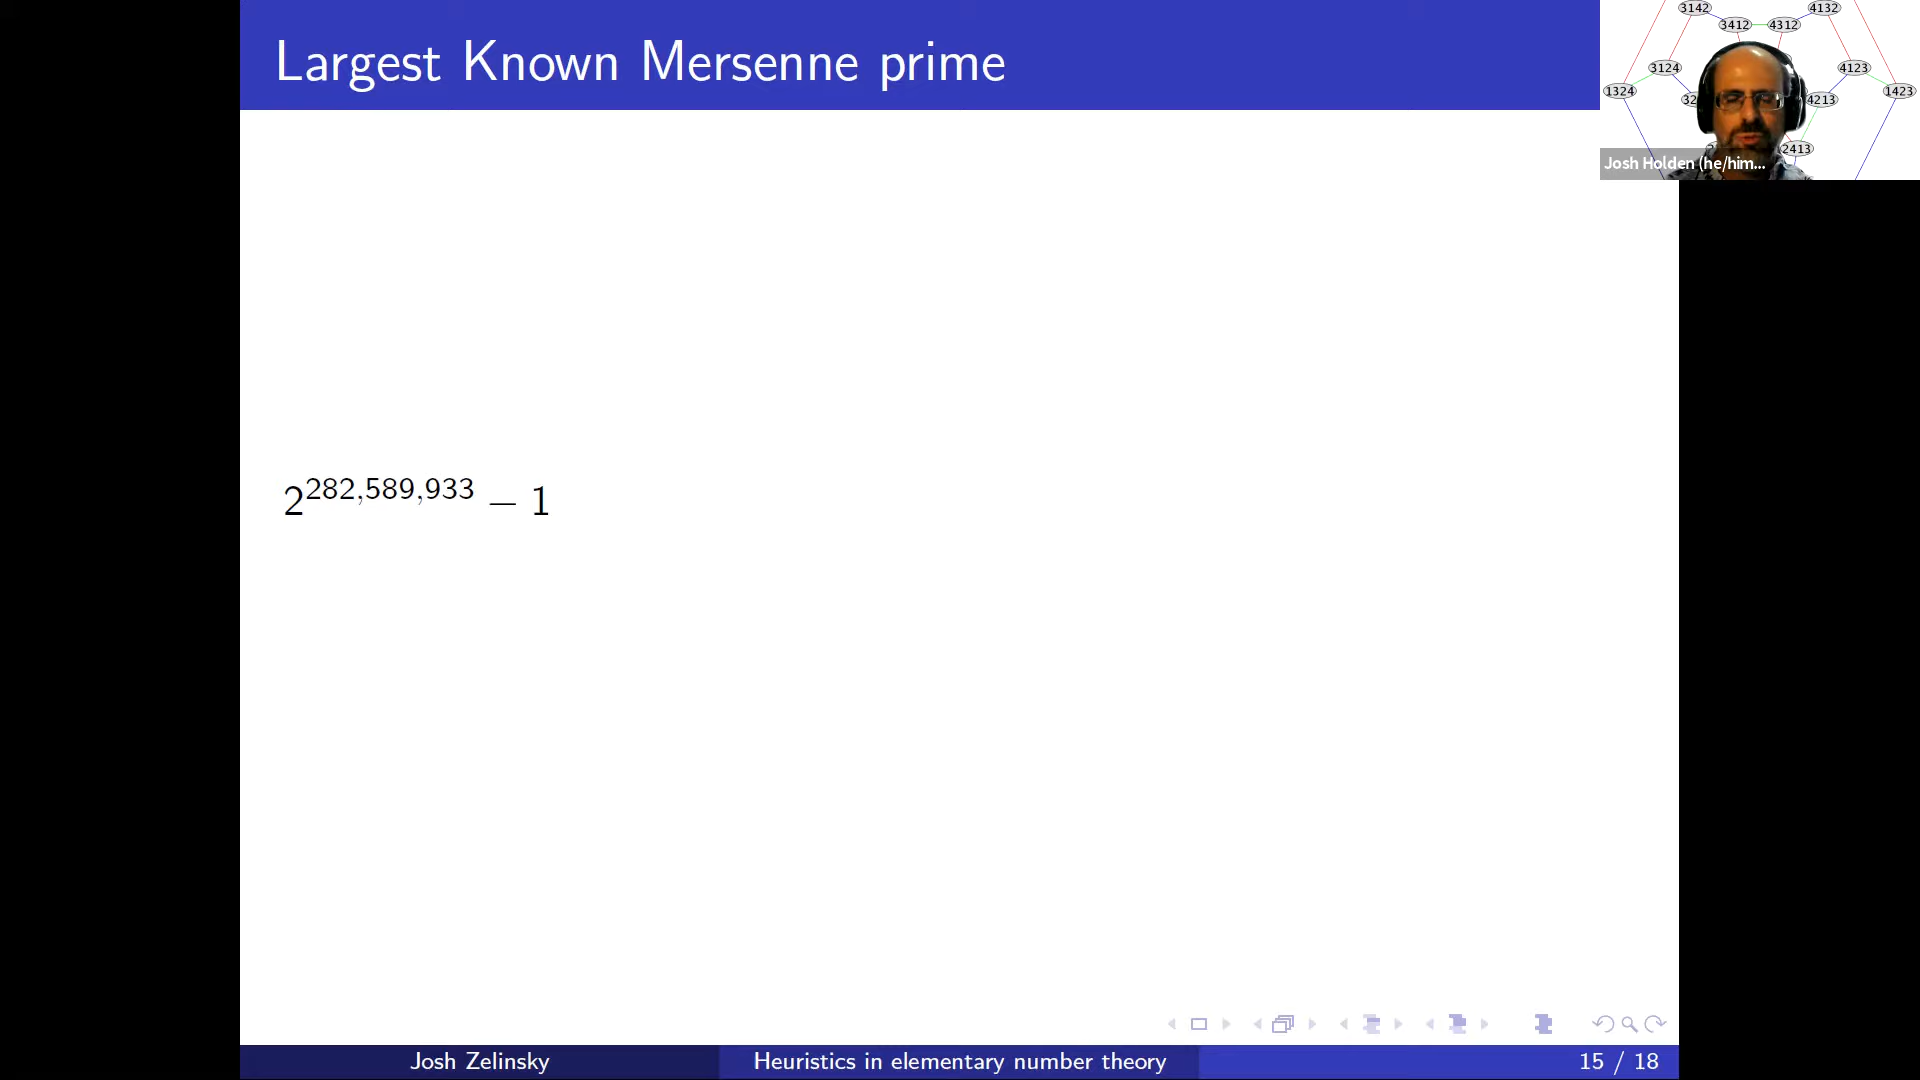 Largest Known Mersenne prime
3142
4132
3412
4312
3124
4123
1324
32
4213
1423
2413
Josh Holden (he/him...
2^282,589,933 − 1
Josh Zelinsky
Heuristics in elementary number theory
15 / 18